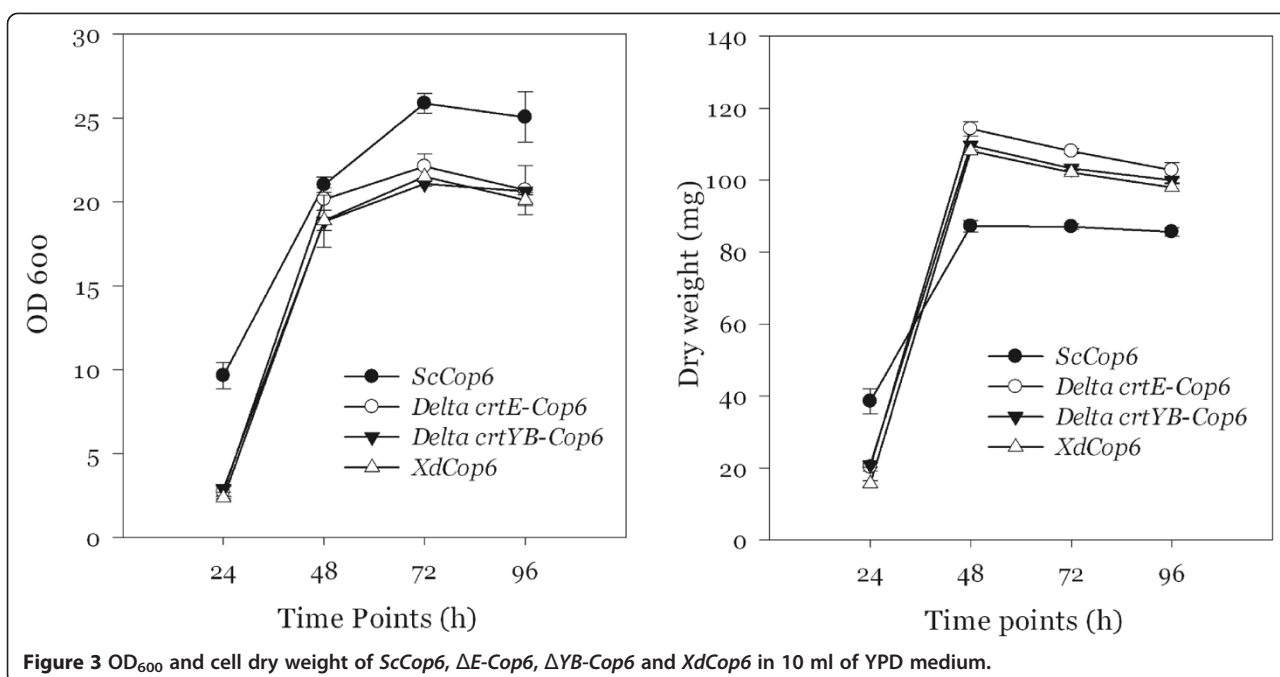 30
25
20
15
10
5
0
OD 600
24 48 72 96
Time Points (h)
ScCop6
Delta crtE-Cop6
Delta crtYB-Cop6
XdCop6
140
120
100
80
60
40
20
0
Dry weight (mg)
24 48 72 96
Time points (h)
ScCop6
Delta crtE-Cop6
Delta crtYB-Cop6
XdCop6
Figure 3 OD600 and cell dry weight of ScCop6, ΔE-Cop6, ΔYB-Cop6 and XdCop6 in 10 ml of YPD medium.